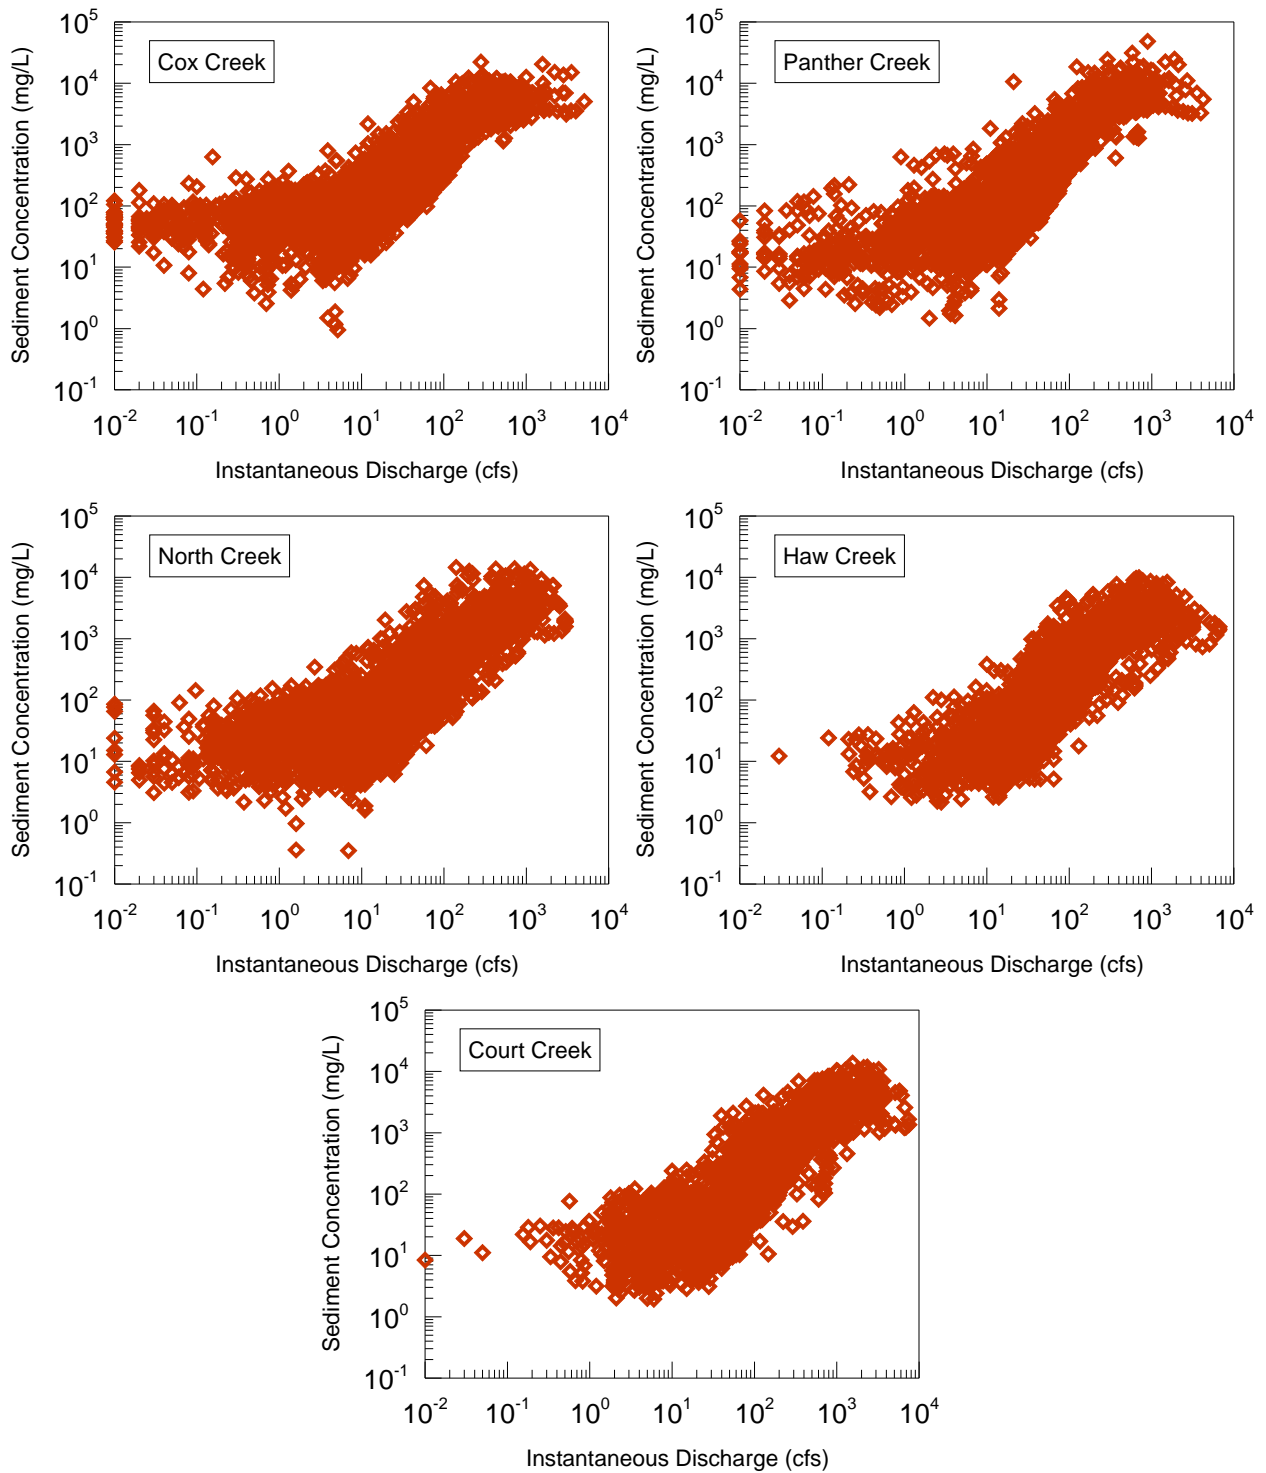 Cox Creek
Sediment Concentration (mg/L)
10^5
10^4
10^3
10^2
10^1
10^0
10^-1
10^-2 10^-1 10^0 10^1 10^2 10^3 10^4
Instantaneous Discharge (cfs)
Panther Creek
Sediment Concentration (mg/L)
10^5
10^4
10^3
10^2
10^1
10^0
10^-1
10^-2 10^-1 10^0 10^1 10^2 10^3 10^4
Instantaneous Discharge (cfs)
North Creek
Sediment Concentration (mg/L)
10^5
10^4
10^3
10^2
10^1
10^0
10^-1
10^-2 10^-1 10^0 10^1 10^2 10^3 10^4
Instantaneous Discharge (cfs)
Haw Creek
Sediment Concentration (mg/L)
10^5
10^4
10^3
10^2
10^1
10^0
10^-1
10^-2 10^-1 10^0 10^1 10^2 10^3 10^4
Instantaneous Discharge (cfs)
Court Creek
Sediment Concentration (mg/L)
10^5
10^4
10^3
10^2
10^1
10^0
10^-1
10^-2 10^-1 10^0 10^1 10^2 10^3 10^4
Instantaneous Discharge (cfs)